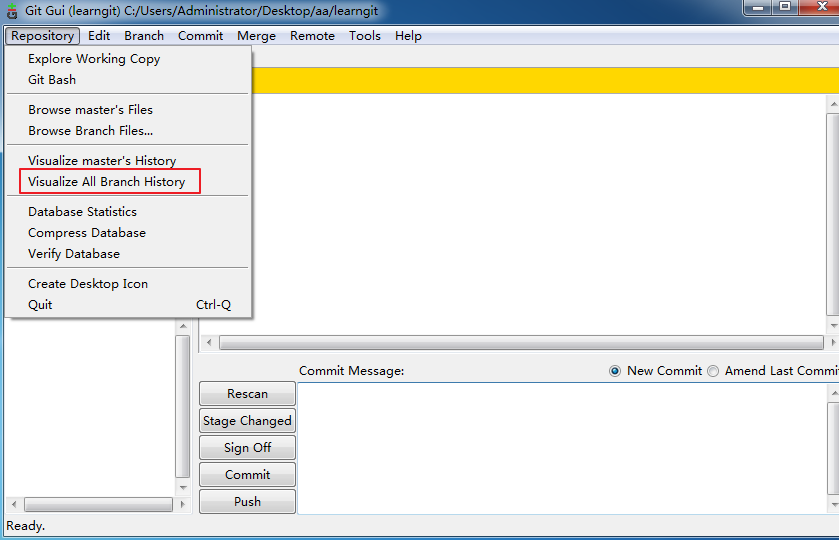 Git Gui (learngit) C:/Users/Administrator/Desktop/aa/learngit
Repository Edit Branch Commit Merge Remote Tools Help
Explore Working Copy
Git Bash
Browse master's Files
Browse Branch Files...
Visualize master's History
Visualize All Branch History
Database Statistics
Compress Database
Verify Database
Create Desktop Icon
Quit Ctrl-Q
Commit Message: New Commit Amend Last Commit
Rescan
Stage Changed
Sign Off
Commit
Push
Ready.